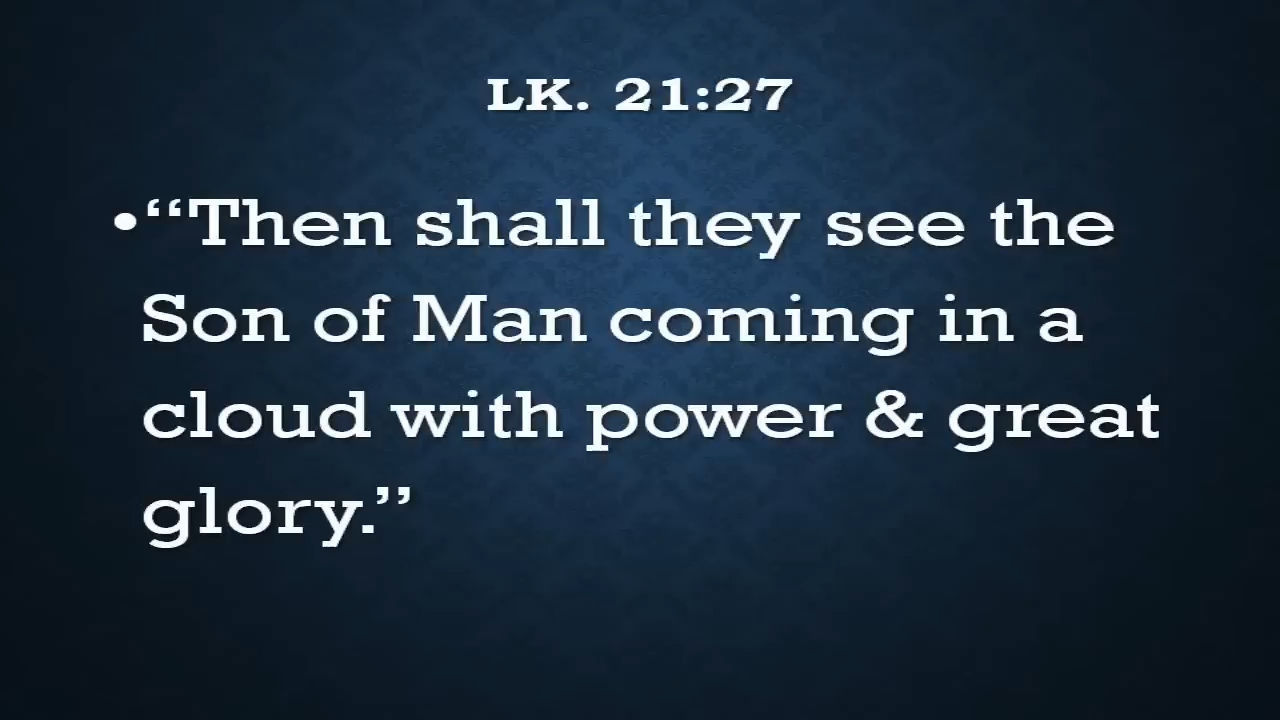 LK. 21:27
•“Then shall they see the
Son of Man coming in a
cloud with power & great
glory.”